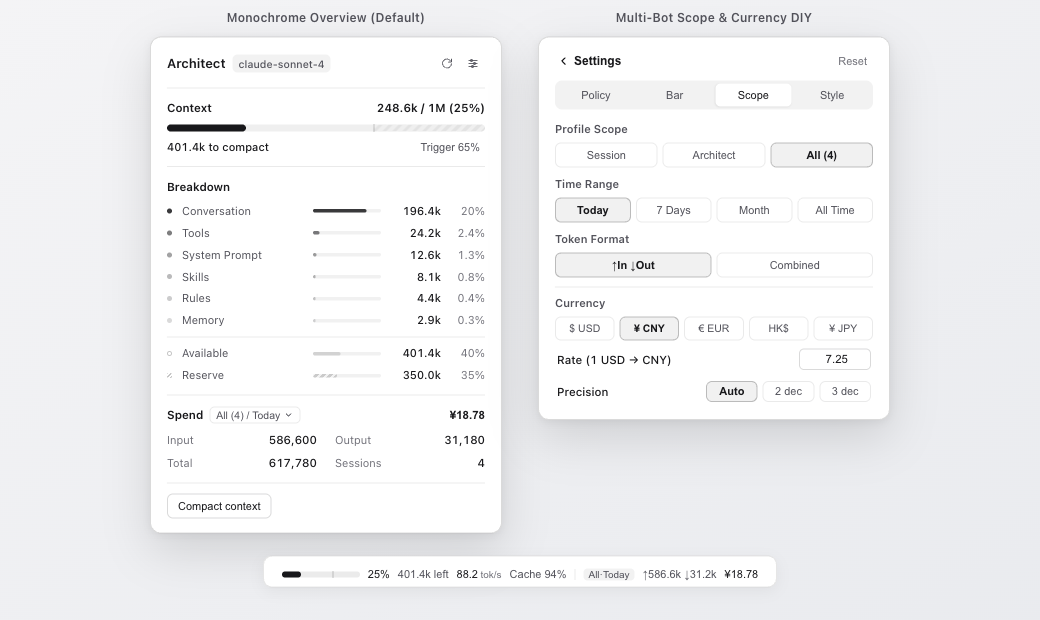 Monochrome Overview (Default)
Architect claude-sonnet-4
Context 248.6k / 1M (25%)
401.4k to compact Trigger 65%
Breakdown
Conversation 196.4k 20%
Tools 24.2k 2.4%
System Prompt 12.6k 1.3%
Skills 8.1k 0.8%
Rules 4.4k 0.4%
Memory 2.9k 0.3%
Available 401.4k 40%
Reserve 350.0k 35%
Spend All (4) / Today ¥18.78
Input 586,600 Output 31,180
Total 617,780 Sessions 4
Compact context
Multi-Bot Scope & Currency DIY
Settings Reset
Policy Bar Scope Style
Profile Scope
Session Architect All (4)
Time Range
Today 7 Days Month All Time
Token Format
↑In ↓Out Combined
Currency
$ USD ¥ CNY € EUR HK$ ¥ JPY
Rate (1 USD → CNY) 7.25
Precision Auto 2 dec 3 dec
25% 401.4k left 88.2 tok/s Cache 94% All·Today ↑586.6k ↓31.2k ¥18.78